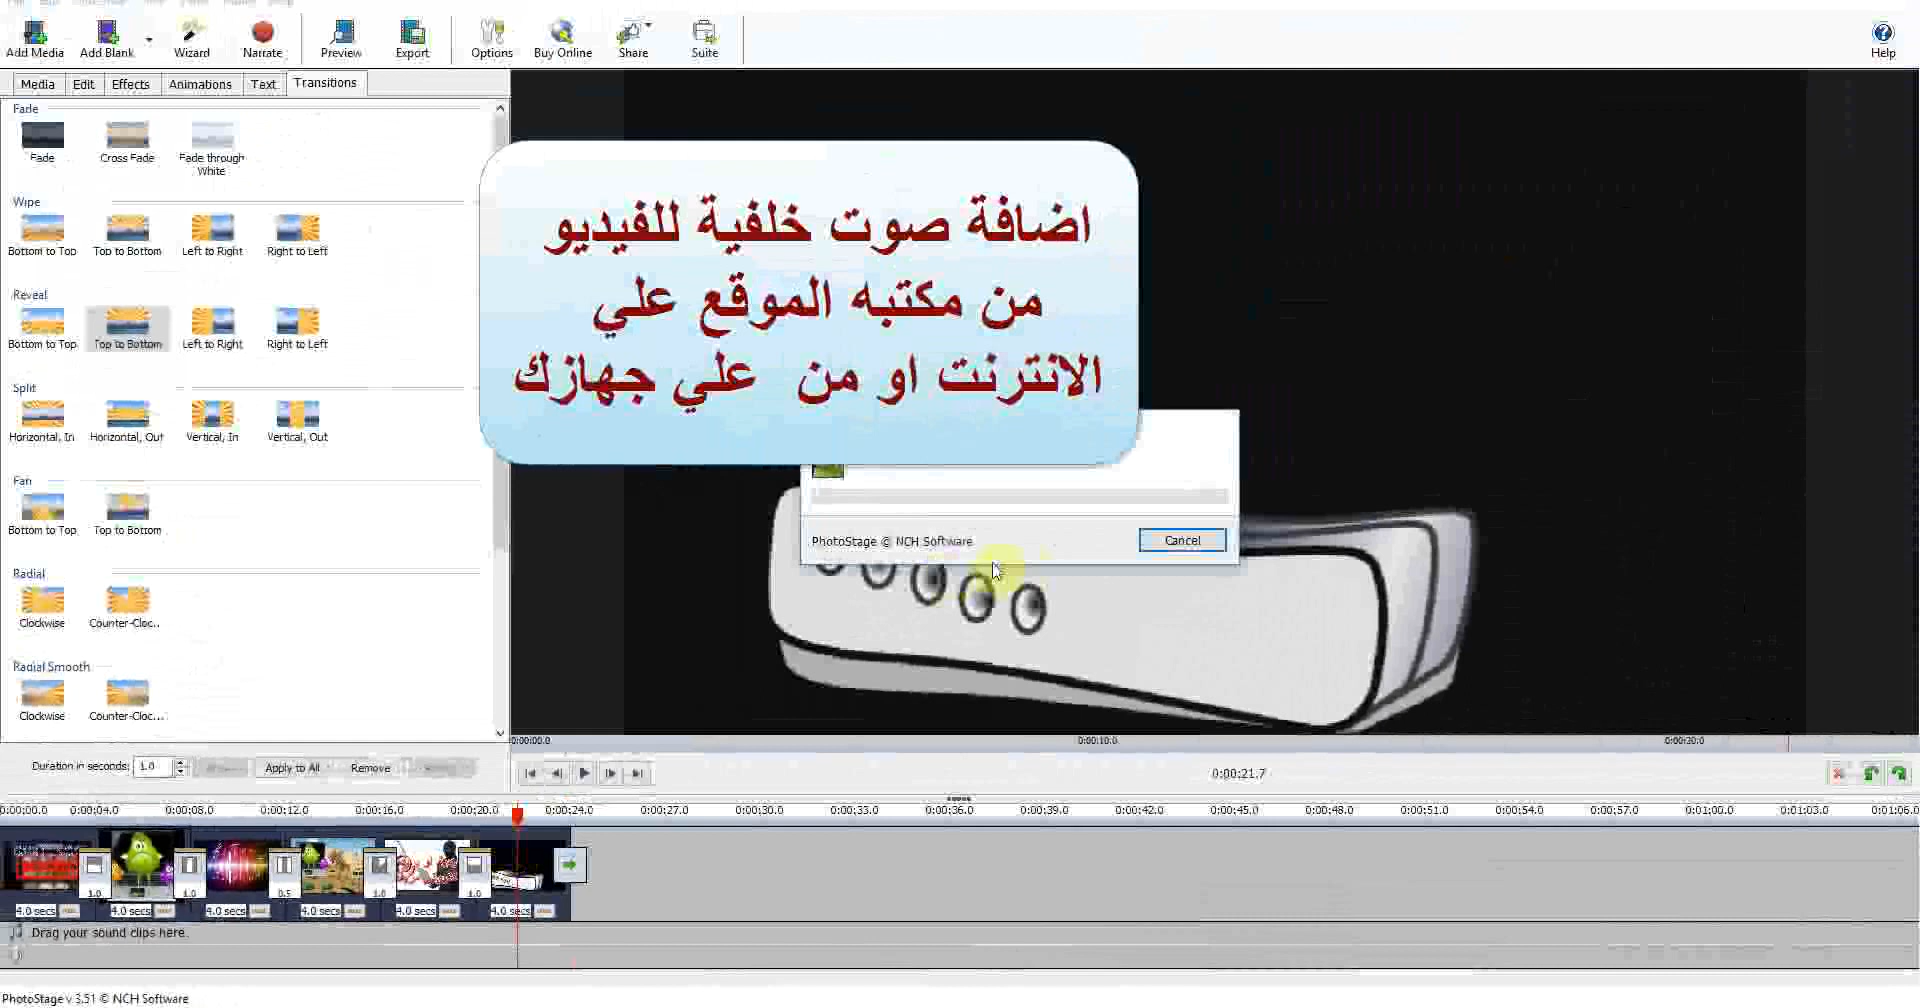 Add Media
Add Blank
Wizard
Narrate
Preview
Export
Options
Buy Online
Share
Suite
Help
Media
Edit
Effects
Animations
Text
Transitions
Fade
Fade
Cross Fade
Fade through
White
Wipe
Bottom to Top
Top to Bottom
Left to Right
Right to Left
Reveal
Bottom to Top
Top to Bottom
Left to Right
Right to Left
Split
Horizontal, In
Horizontal, Out
Vertical, In
Vertical, Out
Fan
Bottom to Top
Top to Bottom
Radial
Clockwise
Counter-Cloc...
Radial Smooth
Clockwise
Counter-Cloc...
اضافة صوت خلفية للفيديو
من مكتبه الموقع علي
الانترنت او من علي جهازك
PhotoStage © NCH Software
Cancel
0:00:00.0
0:00:10.0
0:00:20.0
Duration in seconds:
1.0
Apply to All
Remove
0:00:21.7
0:00:00.0 0:00:04.0 0:00:08.0 0:00:12.0 0:00:16.0 0:00:20.0 0:00:24.0 0:00:27.0 0:00:30.0 0:00:33.0 0:00:36.0 0:00:39.0 0:00:42.0 0:00:45.0 0:00:48.0 0:00:51.0 0:00:54.0 0:00:57.0 0:01:00.0 0:01:03.0 0:01:06.0
1.0 1.0 0.5 1.0 1.0
4.0 secs 4.0 secs 4.0 secs 4.0 secs 4.0 secs 4.0 secs
Drag your sound clips here.
PhotoStage v 3.51 © NCH Software